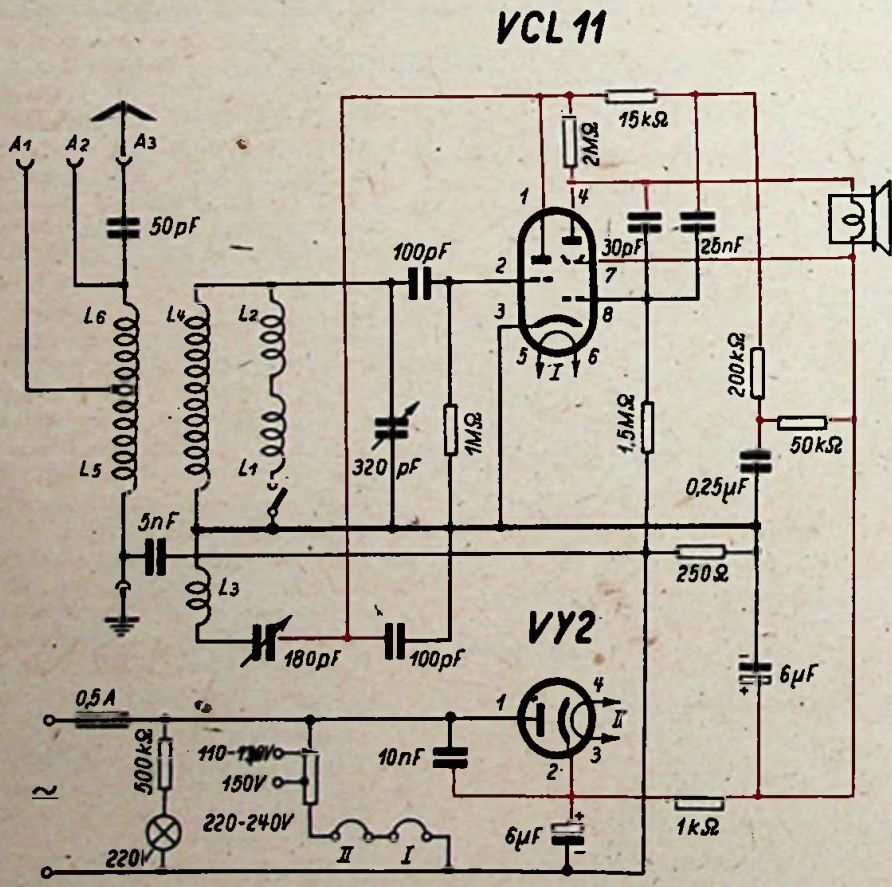 VCL 11
A1
A2
A3
50pF
15kΩ
2MΩ
1
4
100pF
2
30pF
25nF
7
3
8
5
6
I
L6
L4
L2
L5
L1
320 pF
1MΩ
1,5MΩ
200kΩ
50kΩ
0,25µF
5nF
250Ω
L3
180pF
100pF
VY2
6µF
-
+
0,5A
1
4
II
3
2
10nF
500kΩ
150V
220-240V
~
220V
II
I
6µF
+
-
1kΩ